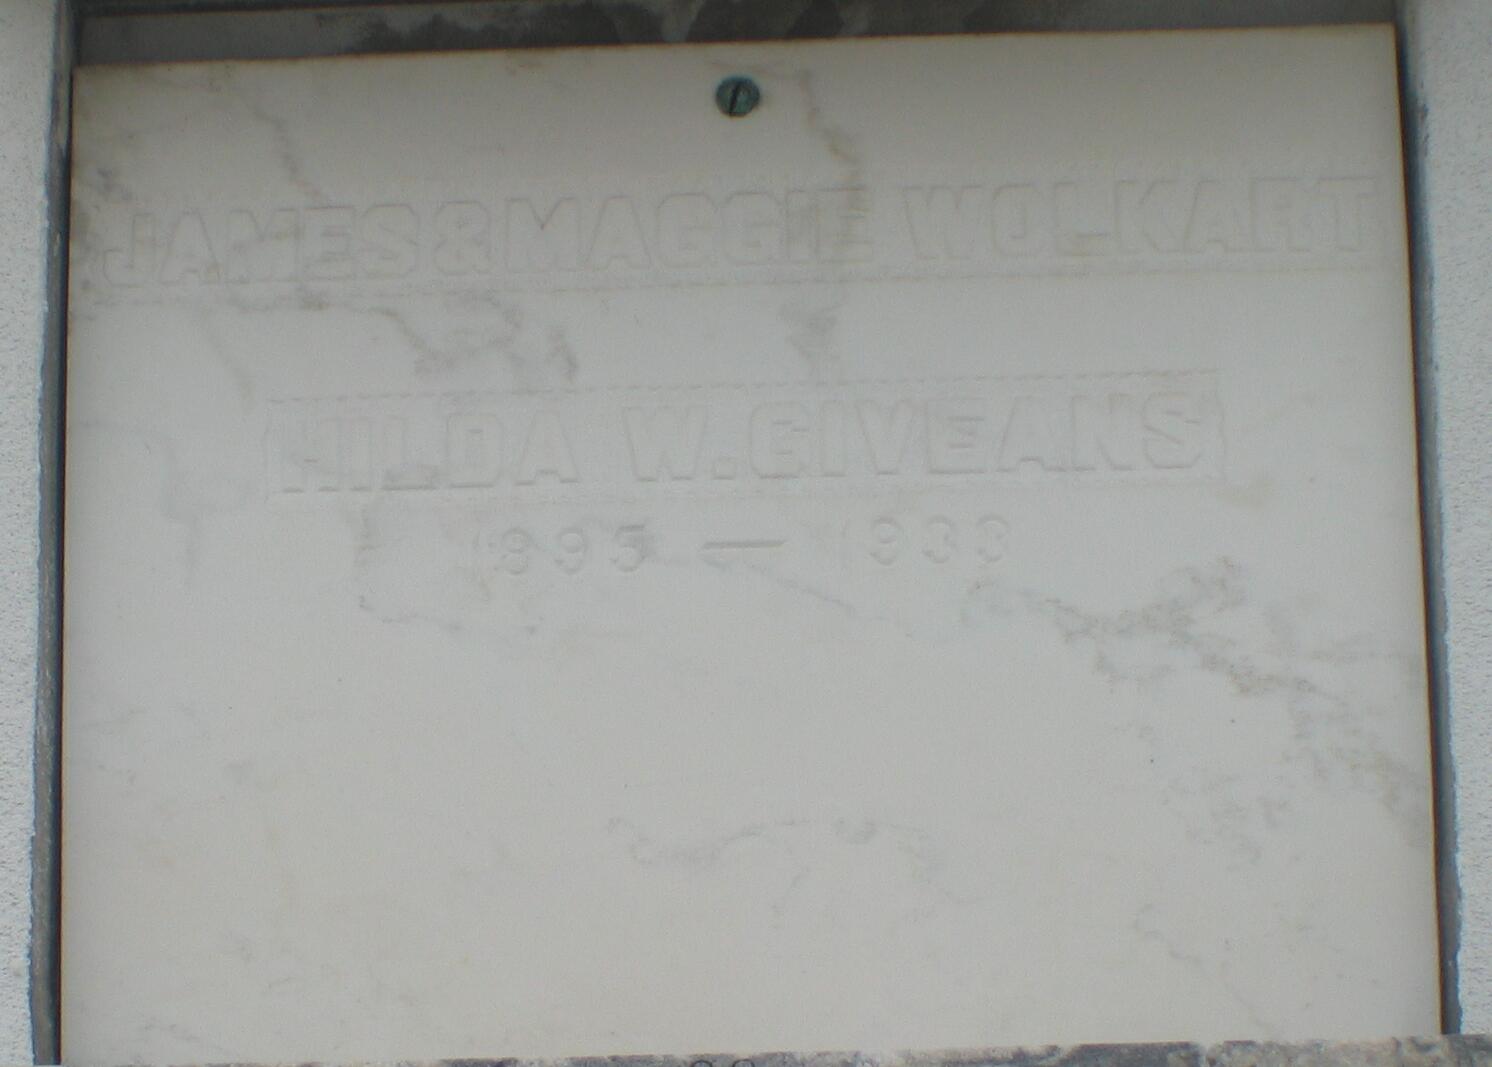 JAMES & MAGGIE WOLKART
HILDA W. GIVEANS
1895 — 1933